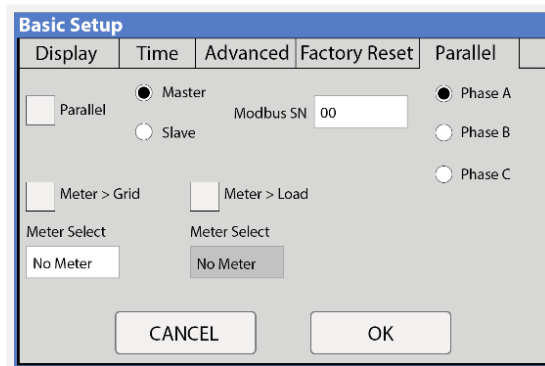 Basic Setup
Display Time Advanced Factory Reset Parallel
Parallel
Master
Slave
Modbus SN 00
Phase A
Phase B
Phase C
Meter > Grid
Meter > Load
Meter Select
Meter Select
No Meter
No Meter
CANCEL
OK